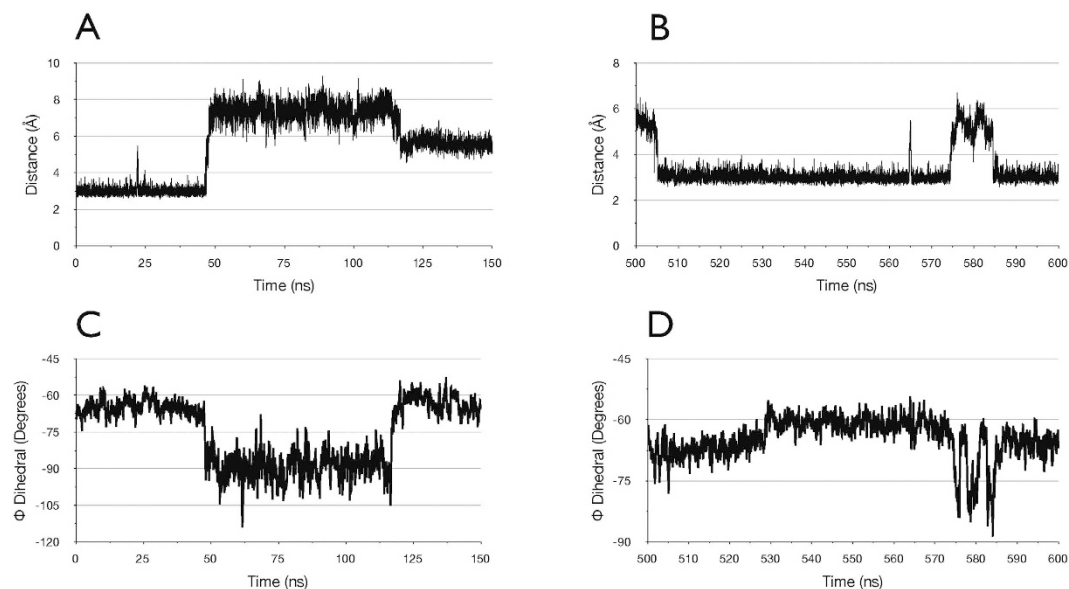 A
B
10
8
6
4
2
0
Distance (Å)
0 25 50 75 100 125 150
Time (ns)
8
6
4
2
0
Distance (Å)
500 510 520 530 540 550 560 570 580 590 600
Time (ns)
C
D
-45
-60
-75
-90
-105
-120
Φ Dihedral (Degrees)
0 25 50 75 100 125 150
Time (ns)
-45
-60
-75
-90
Φ Dihedral (Degrees)
500 510 520 530 540 550 560 570 580 590 600
Time (ns)